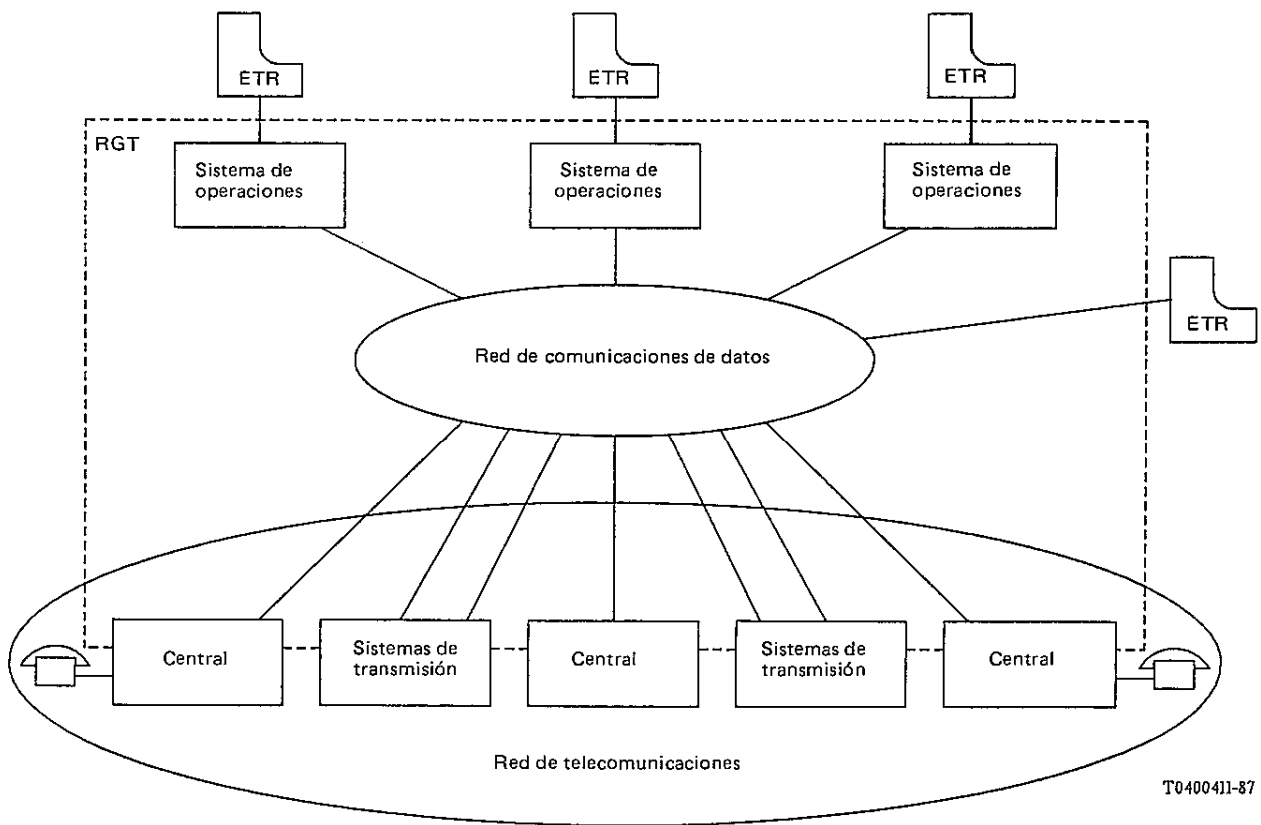 ETR
ETR
ETR
RGT
Sistema de
operaciones
Sistema de
operaciones
Sistema de
operaciones
ETR
Red de comunicaciones de datos
Central
Sistemas de
transmisión
Central
Sistemas de
transmisión
Central
Red de telecomunicaciones
T0400411-87